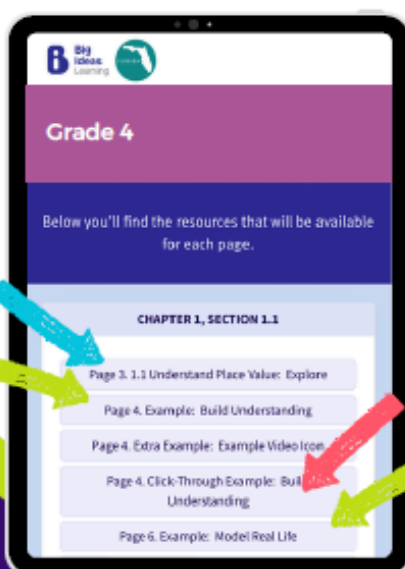 Big
Ideas
Learning
FLORIDA
Grade 4
Below you'll find the resources that will be available
for each page.
CHAPTER 1, SECTION 1.1
Page 3. 1.1 Understand Place Value: Explore
Page 4. Example: Build Understanding
Page 4. Extra Example: Example Video Icon
Page 4. Click-Through Example:
Understanding
Page 6. Example: Model Real Life